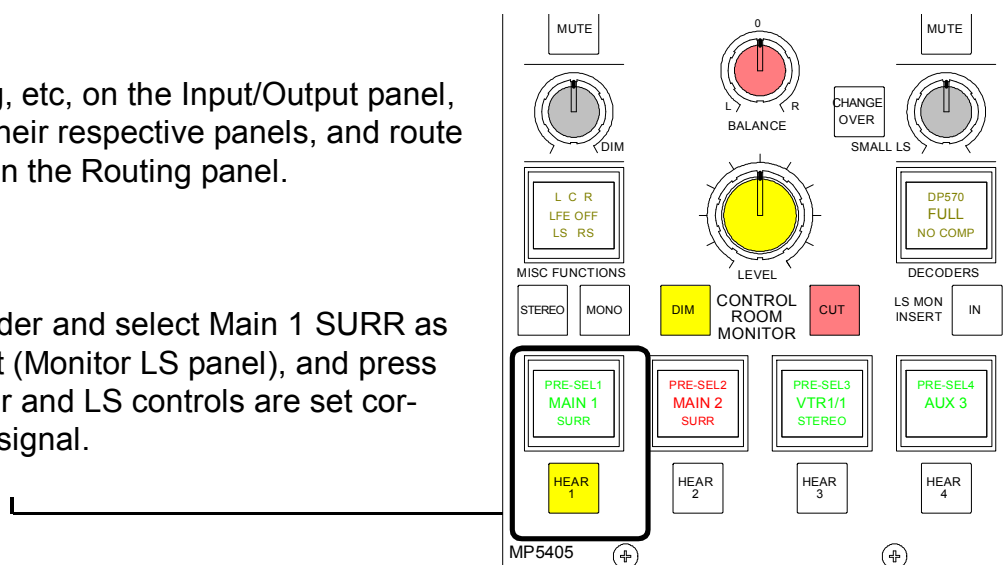 g, etc, on the Input/Output panel,
heir respective panels, and route
n the Routing panel.
der and select Main 1 SURR as
t (Monitor LS panel), and press
r and LS controls are set cor-
signal.
MUTE
0
MUTE
L
R
BALANCE
CHANGE
OVER
DIM
SMALL LS
L C R
LFE OFF
LS RS
DP570
FULL
NO COMP
MISC FUNCTIONS
LEVEL
DECODERS
STEREO
MONO
DIM
CONTROL
ROOM
MONITOR
CUT
LS MON
INSERT
IN
PRE-SEL1
MAIN 1
SURR
PRE-SEL2
MAIN 2
SURR
PRE-SEL3
VTR1/1
STEREO
PRE-SEL4
AUX 3
HEAR
1
HEAR
2
HEAR
3
HEAR
4
MP5405